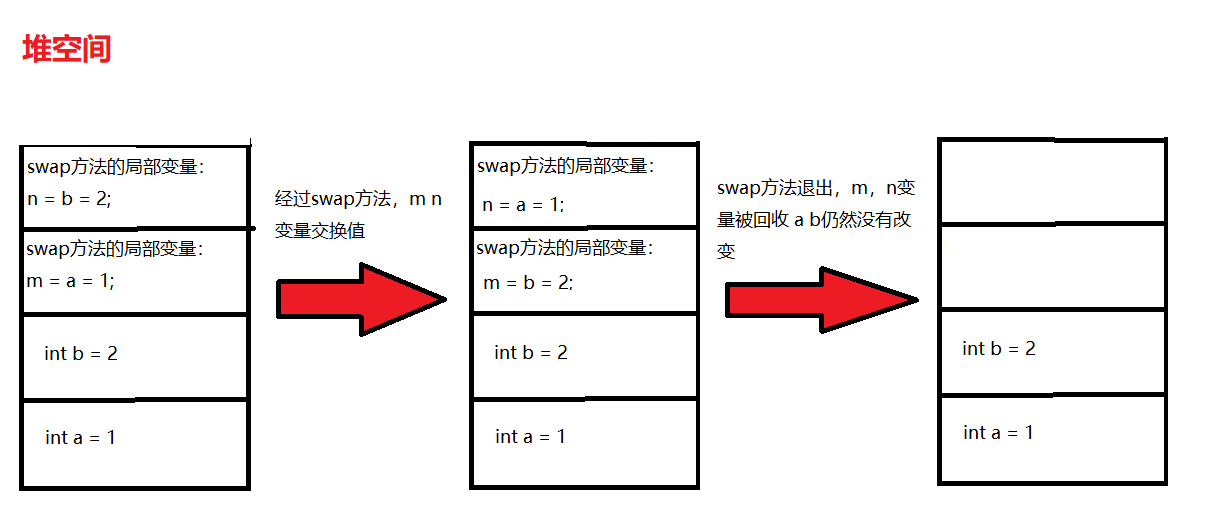 堆空间
swap方法的局部变量：
n = b = 2;
swap方法的局部变量：
m = a = 1;
int b = 2
int a = 1
经过swap方法，m n
变量交换值
swap方法的局部变量：
n = a = 1;
swap方法的局部变量：
m = b = 2;
int b = 2
int a = 1
swap方法退出，m，n变
量被回收 a b仍然没有改
变
int b = 2
int a = 1